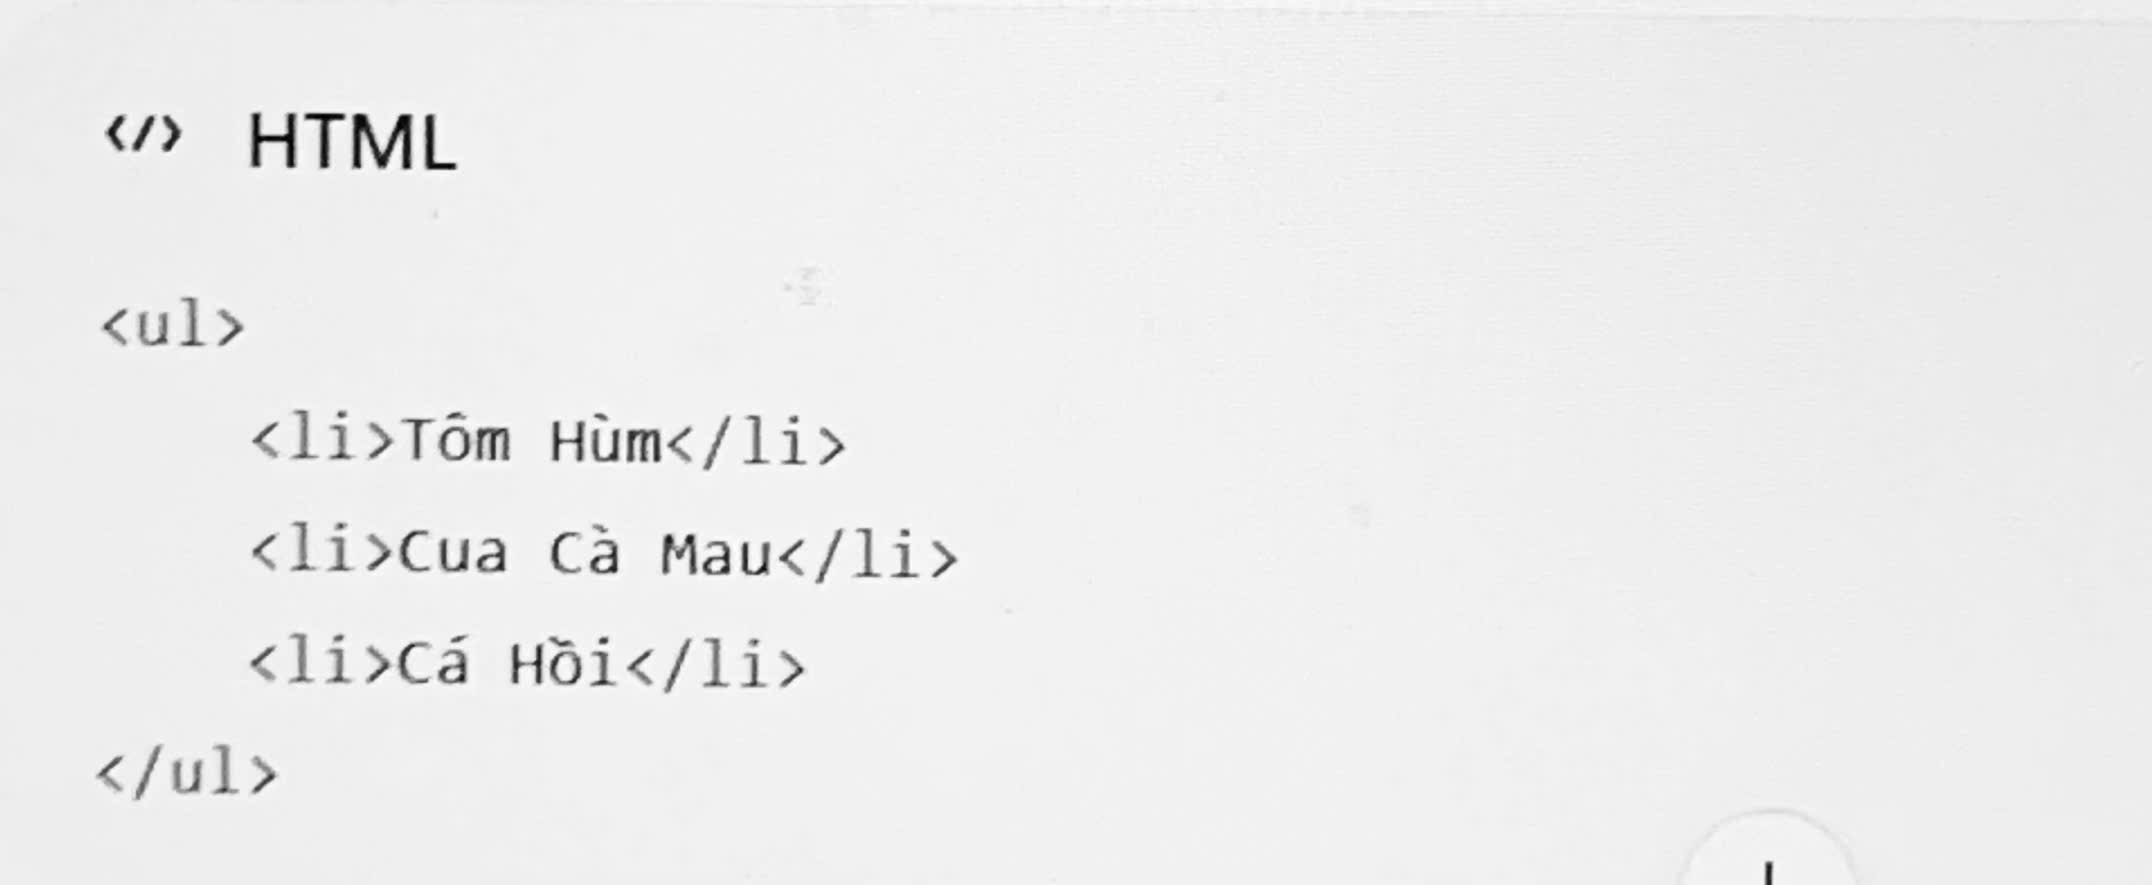 </> HTML
<ul>
<li>Tôm Hùm</li>
<li>Cua Cà Mau</li>
<li>Cá Hồi</li>
</ul>